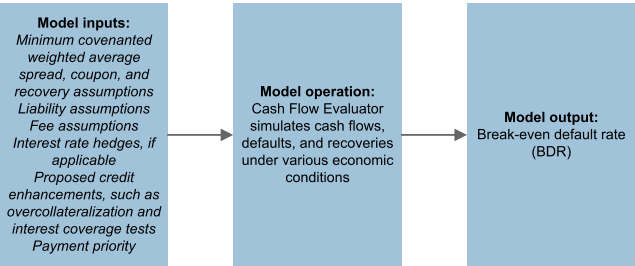 Model inputs:
Minimum covenanted
weighted average
spread, coupon, and
recovery assumptions
Liability assumptions
Fee assumptions
Interest rate hedges, if
applicable
Proposed credit
enhancements, such as
overcollateralization and
interest coverage tests
Payment priority
Model operation:
Cash Flow Evaluator
simulates cash flows,
defaults, and recoveries
under various economic
conditions
Model output:
Break-even default rate
(BDR)